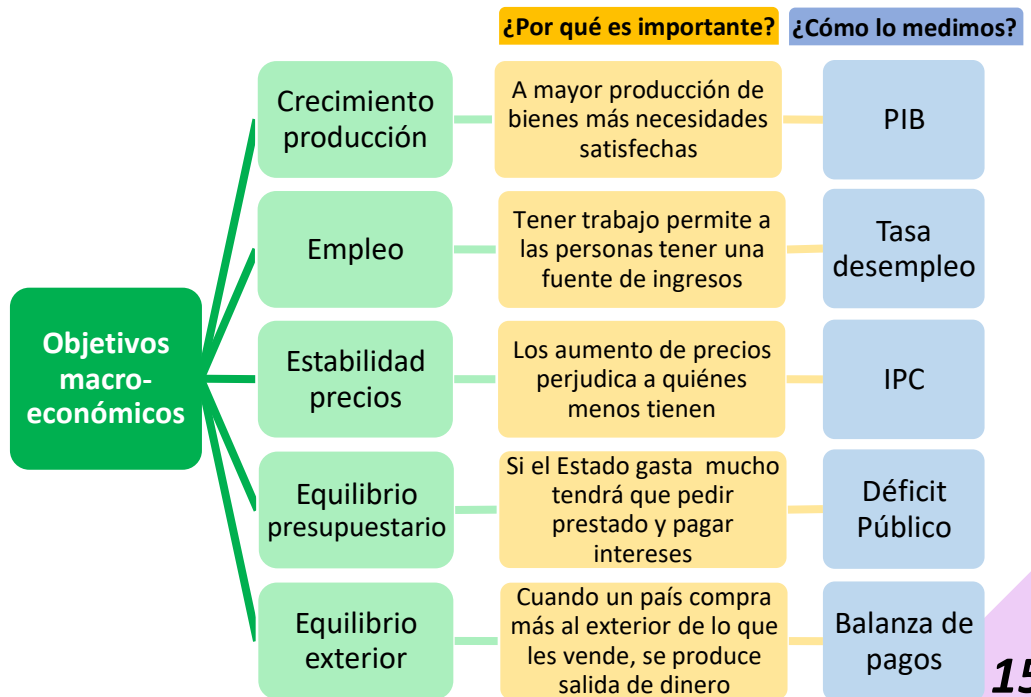 ¿Por qué es importante?
¿Cómo lo medimos?
Objetivos
macro-
económicos
Crecimiento
producción
A mayor producción de
bienes más necesidades
satisfechas
PIB
Empleo
Tener trabajo permite a
las personas tener una
fuente de ingresos
Tasa
desempleo
Estabilidad
precios
Los aumento de precios
perjudica a quiénes
menos tienen
IPC
Equilibrio
presupuestario
Si el Estado gasta mucho
tendrá que pedir
prestado y pagar
intereses
Déficit
Público
Equilibrio
exterior
Cuando un país compra
más al exterior de lo que
les vende, se produce
salida de dinero
Balanza de
pagos
15